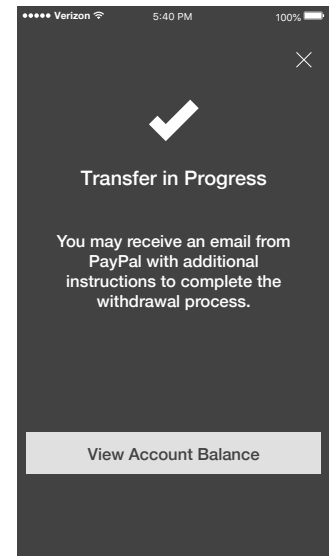 Verizon 5:40 PM 100%
Transfer in Progress
You may receive an email from
PayPal with additional
instructions to complete the
withdrawal process.
View Account Balance